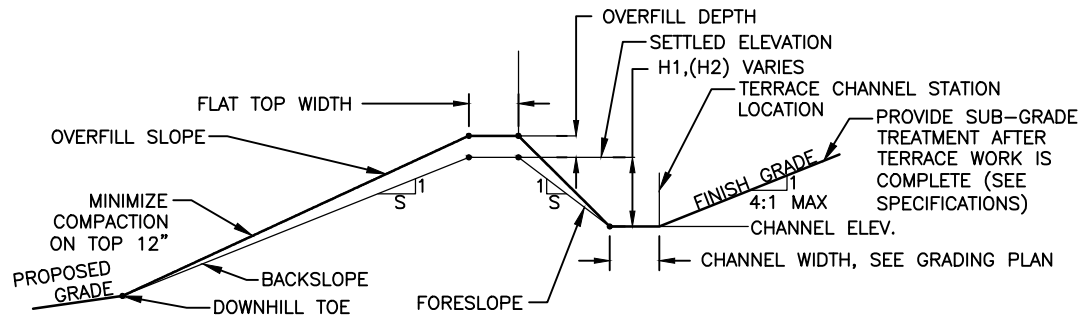 OVERFILL DEPTH
SETTLED ELEVATION
H1,(H2) VARIES
TERRACE CHANNEL STATION
LOCATION
FLAT TOP WIDTH
OVERFILL SLOPE
PROVIDE SUB-GRADE
TREATMENT AFTER
TERRACE WORK IS
COMPLETE (SEE
SPECIFICATIONS)
FINISH GRADE
1
4:1 MAX
1
S
1
S
MINIMIZE
COMPACTION
ON TOP 12"
CHANNEL ELEV.
CHANNEL WIDTH, SEE GRADING PLAN
PROPOSED
GRADE
BACKSLOPE
FORESLOPE
DOWNHILL TOE